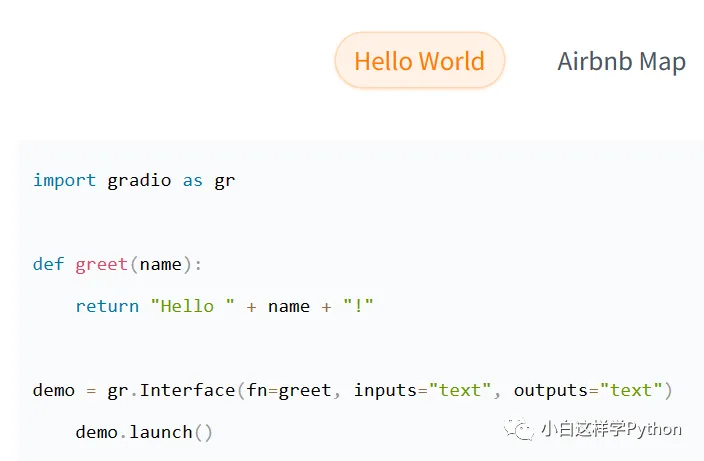 Hello World Airbnb Map
import gradio as gr
def greet(name):
    return "Hello " + name + "!"
demo = gr.Interface(fn=greet, inputs="text", outputs="text")
    demo.launch()
小白这样学Python